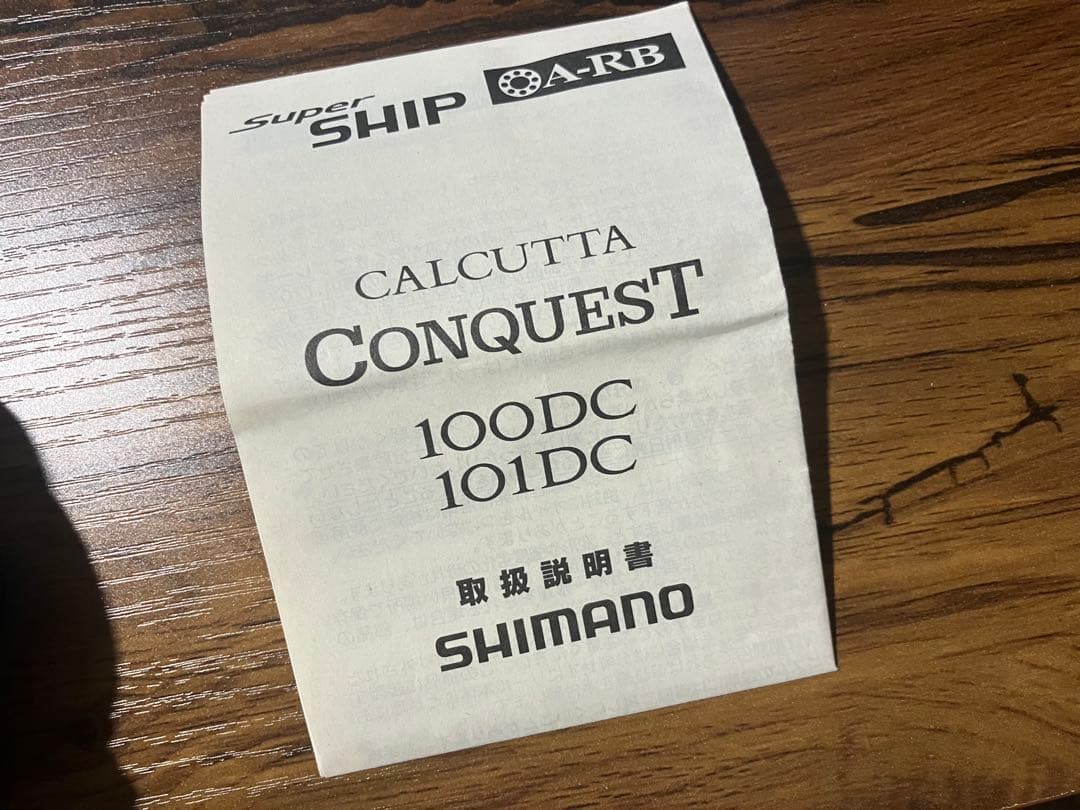 Super SHIP A-RB
CALCUTTA
CONQUEST
100DC
101DC
取扱説明書
SHIMANO